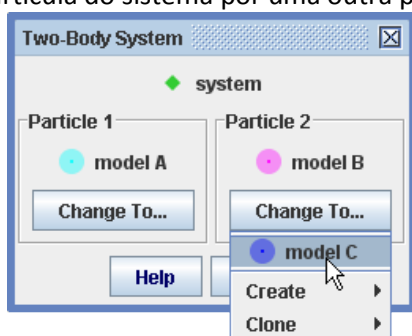 artícula do sistema por uma outra p
Two-Body System
system
Particle 1
Particle 2
model A
model B
Change To...
Change To...
model C
Help
Create
Clone